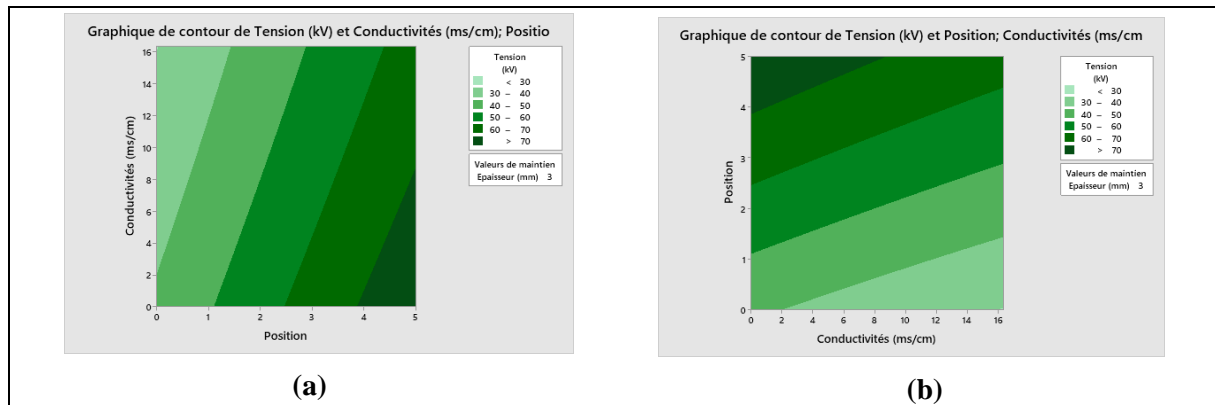 Graphique de contour de Tension (kV) et Conductivités (ms/cm); Positio
16
14
12
10
8
6
4
2
0
Conductivités (ms/cm)
0 1 2 3 4 5
Position
Tension
(kV)
< 30
30 – 40
40 – 50
50 – 60
60 – 70
> 70
Valeurs de maintien
Epaisseur (mm) 3
(a)
Graphique de contour de Tension (kV) et Position; Conductivités (ms/cm
5
4
3
2
1
0
Position
0 2 4 6 8 10 12 14 16
Conductivités (ms/cm)
Tension
(kV)
< 30
30 – 40
40 – 50
50 – 60
60 – 70
> 70
Valeurs de maintien
Epaisseur (mm) 3
(b)